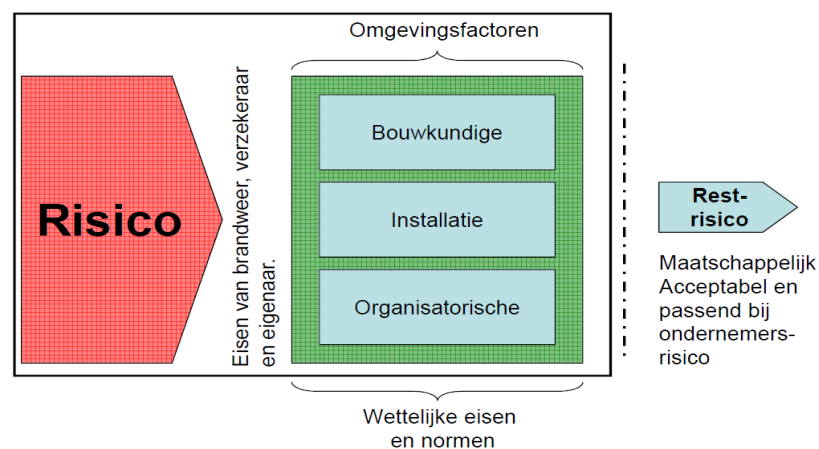 Omgevingsfactoren
Risico
Eisen van brandweer, verzekeraar
en eigenaar.
Bouwkundige
Installatie
Organisatorische
Wettelijke eisen
en normen
Rest-
risico
Maatschappelijk
Acceptabel en
passend bij
ondernemers-
risico